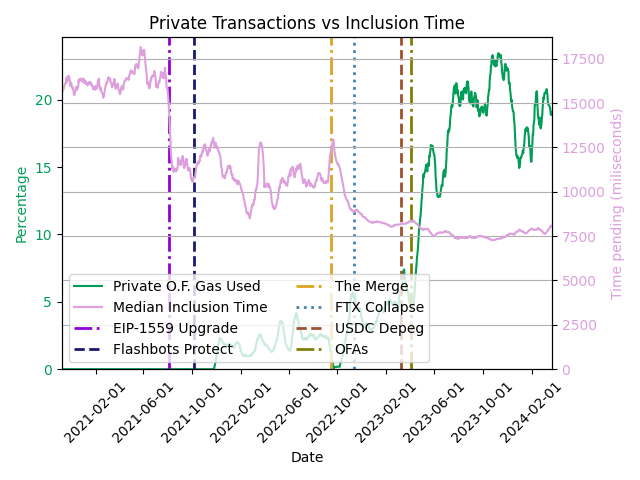 Private Transactions vs Inclusion Time
20
15
10
5
0
Percentage
17500
15000
12500
10000
7500
5000
2500
0
Time pending (miliseconds)
Private O.F. Gas Used
Median Inclusion Time
EIP-1559 Upgrade
Flashbots Protect
The Merge
FTX Collapse
USDC Depeg
OFAs
2021-02-01
2021-06-01
2021-10-01
2022-02-01
2022-06-01
2022-10-01
2023-02-01
2023-06-01
2023-10-01
2024-02-01
Date